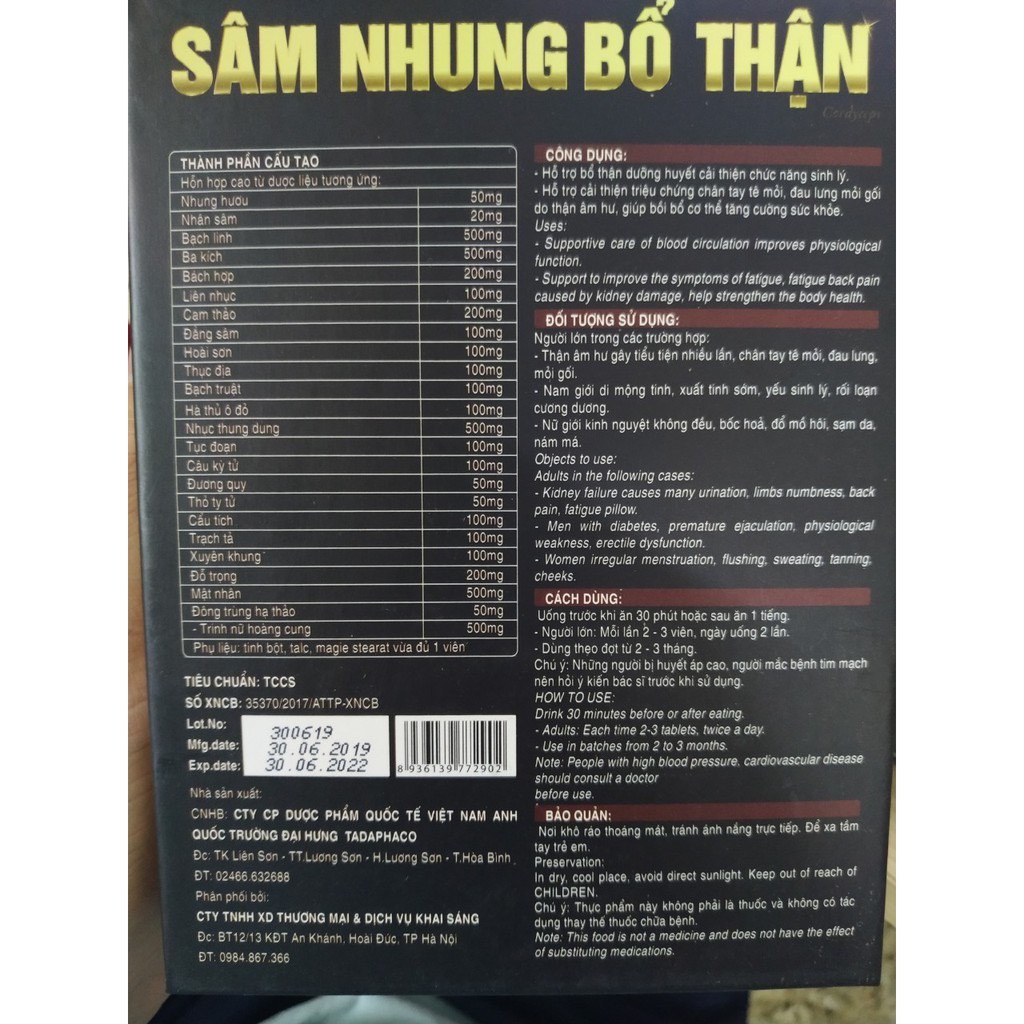 SÂM NHUNG BỔ THẬN
Cordyceps
THÀNH PHẦN CẤU TẠO
Hỗn hợp cao từ dược liệu tương ứng:
Nhung hươu 50mg
Nhân sâm 20mg
Bạch linh 500mg
Ba kích 500mg
Bách hợp 200mg
Liên nhục 100mg
Cam thảo 200mg
Đảng sâm 100mg
Hoài sơn 100mg
Thục địa 100mg
Bạch truật 100mg
Hà thủ ô đỏ 100mg
Nhục thung dung 500mg
Tục đoạn 100mg
Câu kỷ tử 100mg
Đương quy 50mg
Thỏ ty tử 50mg
Cẩu tích 100mg
Trạch tả 100mg
Xuyên khung 100mg
Đỗ trọng 200mg
Mật nhân 500mg
Đông trùng hạ thảo 50mg
- Trinh nữ hoàng cung 500mg
Phụ liệu: tinh bột, talc, magie stearat vừa đủ 1 viên
TIÊU CHUẨN: TCCS
SỐ XNCB: 35370/2017/ATTP-XNCB
Lot.No: 300619
Mfg.date: 30.06.2019
Exp.date: 30.06.2022
8 936139 772902
Nhà sản xuất:
CNHB: CTY CP DƯỢC PHẨM QUỐC TẾ VIỆT NAM ANH
QUỐC TRƯỜNG ĐẠI HƯNG TADAPHACO
Đc: TK Liên Sơn - TT.Lương Sơn - H.Lương Sơn - T.Hòa Bình
ĐT: 02466.632688
Phân phối bởi:
CTY TNHH XD THƯƠNG MẠI & DỊCH VỤ KHAI SÁNG
Đc: BT12/13 KĐT An Khánh, Hoài Đức, TP Hà Nội
ĐT: 0984.867.366
CÔNG DỤNG:
- Hỗ trợ bổ thận dưỡng huyết cải thiện chức năng sinh lý.
- Hỗ trợ cải thiện triệu chứng chân tay tê mỏi, đau lưng mỏi gối
do thận âm hư, giúp bồi bổ cơ thể tăng cường sức khỏe.
Uses:
- Supportive care of blood circulation improves physiological
function.
- Support to improve the symptoms of fatigue, fatigue back pain
caused by kidney damage, help strengthen the body health.
ĐỐI TƯỢNG SỬ DỤNG:
Người lớn trong các trường hợp:
- Thận âm hư gây tiểu tiện nhiều lần, chân tay tê mỏi, đau lưng,
mỏi gối.
- Nam giới di mộng tinh, xuất tinh sớm, yếu sinh lý, rối loạn
cương dương.
- Nữ giới kinh nguyệt không đều, bốc hoả, đổ mồ hôi, sạm da,
nám má.
Objects to use:
Adults in the following cases:
- Kidney failure causes many urination, limbs numbness, back
pain, fatigue pillow.
- Men with diabetes, premature ejaculation, physiological
weakness, erectile dysfunction.
- Women irregular menstruation, flushing, sweating, tanning,
cheeks.
CÁCH DÙNG:
Uống trước khi ăn 30 phút hoặc sau ăn 1 tiếng.
- Người lớn: Mỗi lần 2 - 3 viên, ngày uống 2 lần.
- Dùng theo đợt từ 2 - 3 tháng.
Chú ý: Những người bị huyết áp cao, người mắc bệnh tim mạch
nên hỏi ý kiến bác sĩ trước khi sử dụng.
HOW TO USE:
Drink 30 minutes before or after eating.
- Adults: Each time 2-3 tablets, twice a day.
- Use in batches from 2 to 3 months.
Note: People with high blood pressure, cardiovascular disease
should consult a doctor
before use.
BẢO QUẢN:
Nơi khô ráo thoáng mát, tránh ánh nắng trực tiếp. Để xa tầm
tay trẻ em.
Preservation:
In dry, cool place, avoid direct sunlight. Keep out of reach of
CHILDREN.
Chú ý: Thực phẩm này không phải là thuốc và không có tác
dụng thay thế thuốc chữa bệnh.
Note: This food is not a medicine and does not have the effect
of substituting medications.